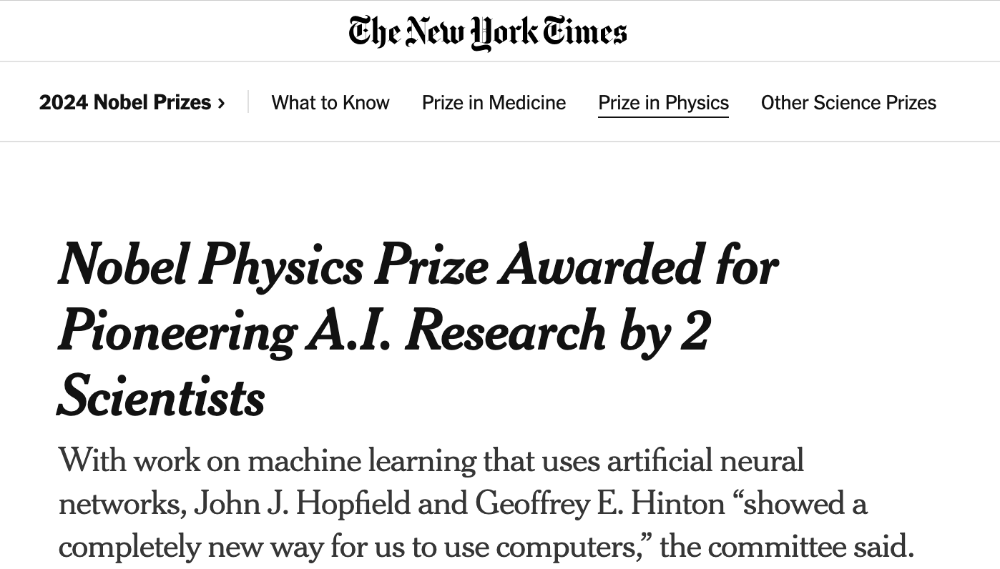 The New York Times
2024 Nobel Prizes › What to Know Prize in Medicine Prize in Physics Other Science Prizes
Nobel Physics Prize Awarded for
Pioneering A.I. Research by 2
Scientists
With work on machine learning that uses artificial neural
networks, John J. Hopfield and Geoffrey E. Hinton “showed a
completely new way for us to use computers,” the committee said.